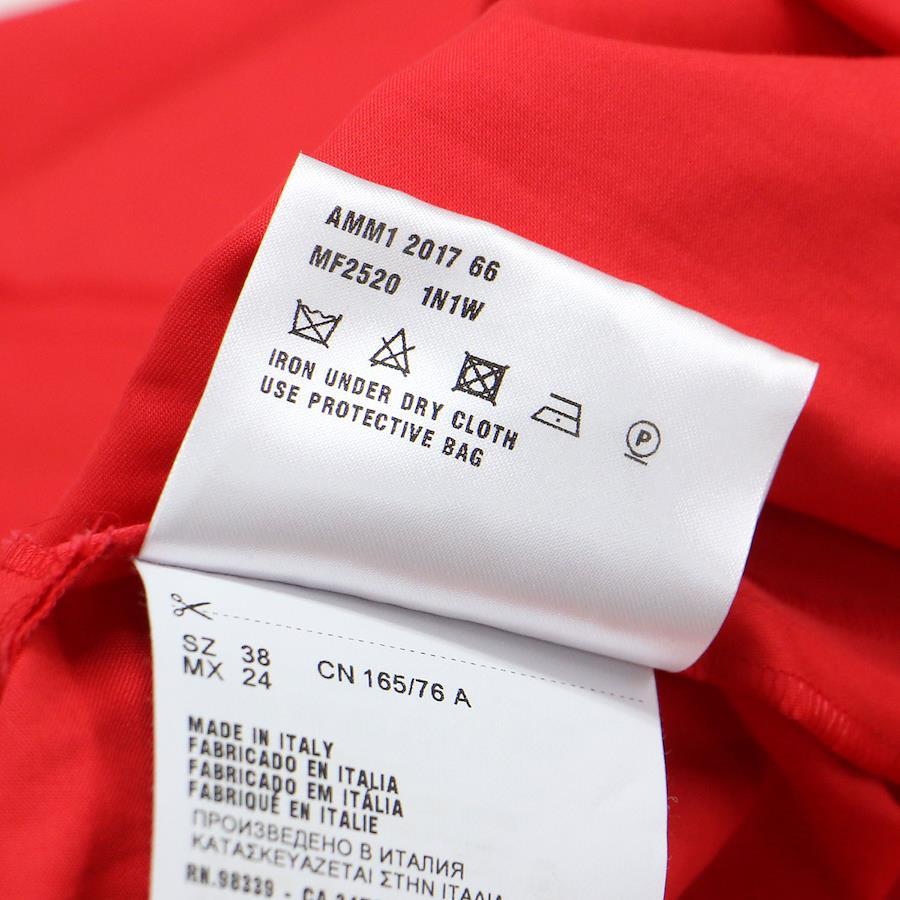 AMM1 2017 66
MF2520 1N1W
IRON UNDER DRY CLOTH
USE PROTECTIVE BAG
P
SZ 38
MX 24
CN 165/76 A
MADE IN ITALY
FABRICADO EN ITALIA
FABRICADO EM ITÁLIA
FABRIQUÉ EN ITALIE
ПРОИЗВЕДЕНО В ИТАЛИЯ
ΚΑΤΑΣΚΕΥΑΖΕΤΑΙ ΣΤΗΝ ΙΤΑΛΙΑ
RN.98339 - CA